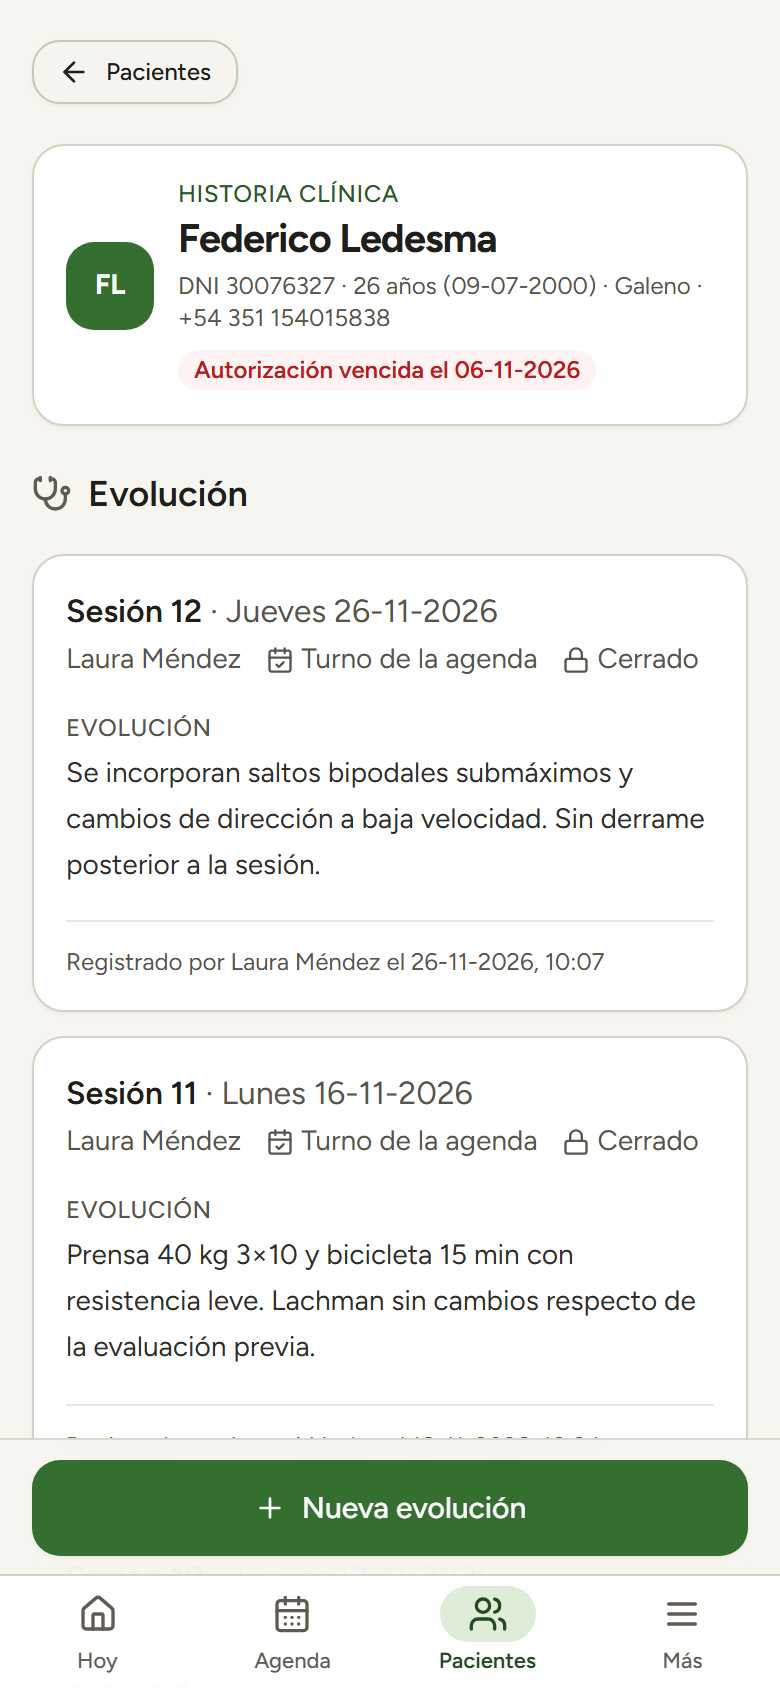 Pacientes
HISTORIA CLÍNICA
Federico Ledesma
FL
DNI 30076327 · 26 años (09-07-2000) · Galeno ·
+54 351 154015838
Autorización vencida el 06-11-2026
Evolución
Sesión 12 · Jueves 26-11-2026
Laura Méndez Turno de la agenda Cerrado
EVOLUCIÓN
Se incorporan saltos bipodales submáximos y
cambios de dirección a baja velocidad. Sin derrame
posterior a la sesión.
Registrado por Laura Méndez el 26-11-2026, 10:07
Sesión 11 · Lunes 16-11-2026
Laura Méndez Turno de la agenda Cerrado
EVOLUCIÓN
Prensa 40 kg 3×10 y bicicleta 15 min con
resistencia leve. Lachman sin cambios respecto de
la evaluación previa.
+ Nueva evolución
Hoy
Agenda
Pacientes
Más